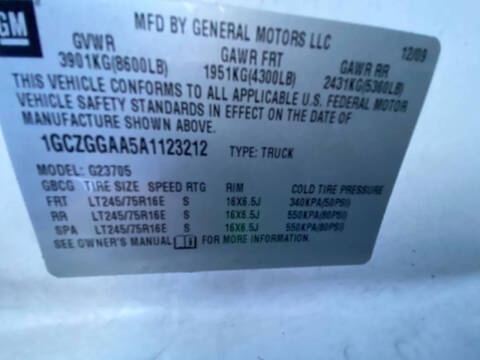 GM
MFD BY GENERAL MOTORS LLC
12/09
GVWR GAWR FRT GAWR RR
3901KG(8600LB) 1951KG(4300LB) 2431KG(5360LB)
THIS VEHICLE CONFORMS TO ALL APPLICABLE U.S. FEDERAL MOTOR
VEHICLE SAFETY STANDARDS IN EFFECT ON THE DATE OF
MANUFACTURE SHOWN ABOVE.
1GCZGGAA5A1123212 TYPE: TRUCK
MODEL: G23705
GBCG TIRE SIZE SPEED RTG RIM COLD TIRE PRESSURE
FRT LT245/75R16E S 16X6.5J 340KPA(50PSI)
RR LT245/75R16E S 16X6.5J 550KPA(80PSI)
SPA LT245/75R16E S 16X6.5J 550KPA(80PSI)
SEE OWNER'S MANUAL FOR MORE INFORMATION